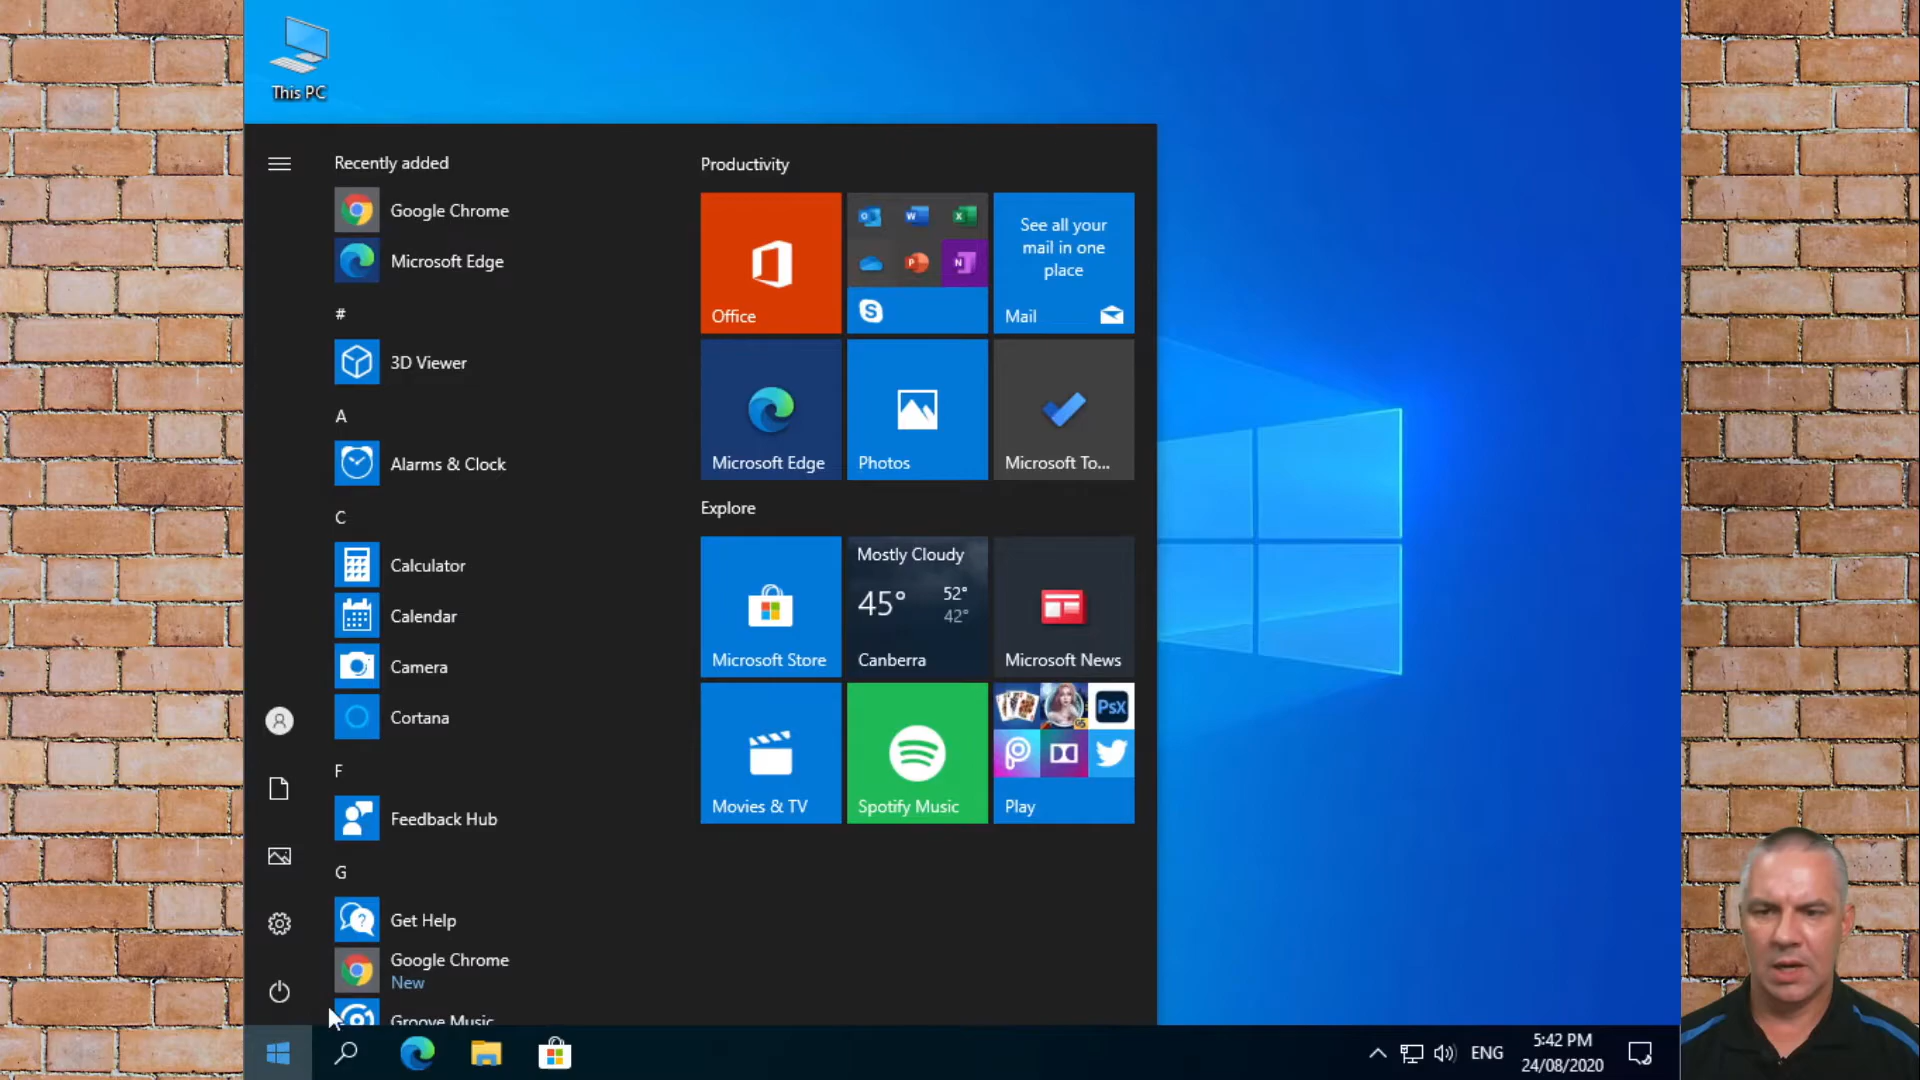 This PC
Recently added
Google Chrome
Microsoft Edge
#
3D Viewer
A
Alarms & Clock
C
Calculator
Calendar
Camera
Cortana
F
Feedback Hub
G
Get Help
Google Chrome
New
Groove Music
Productivity
Office
See all your
mail in one
place
Mail
Microsoft Edge
Photos
Microsoft To...
Explore
Microsoft Store
Mostly Cloudy
45° 52°
42°
Canberra
Microsoft News
Movies & TV
Spotify Music
PsX
Play
ENG
5:42 PM
24/08/2020